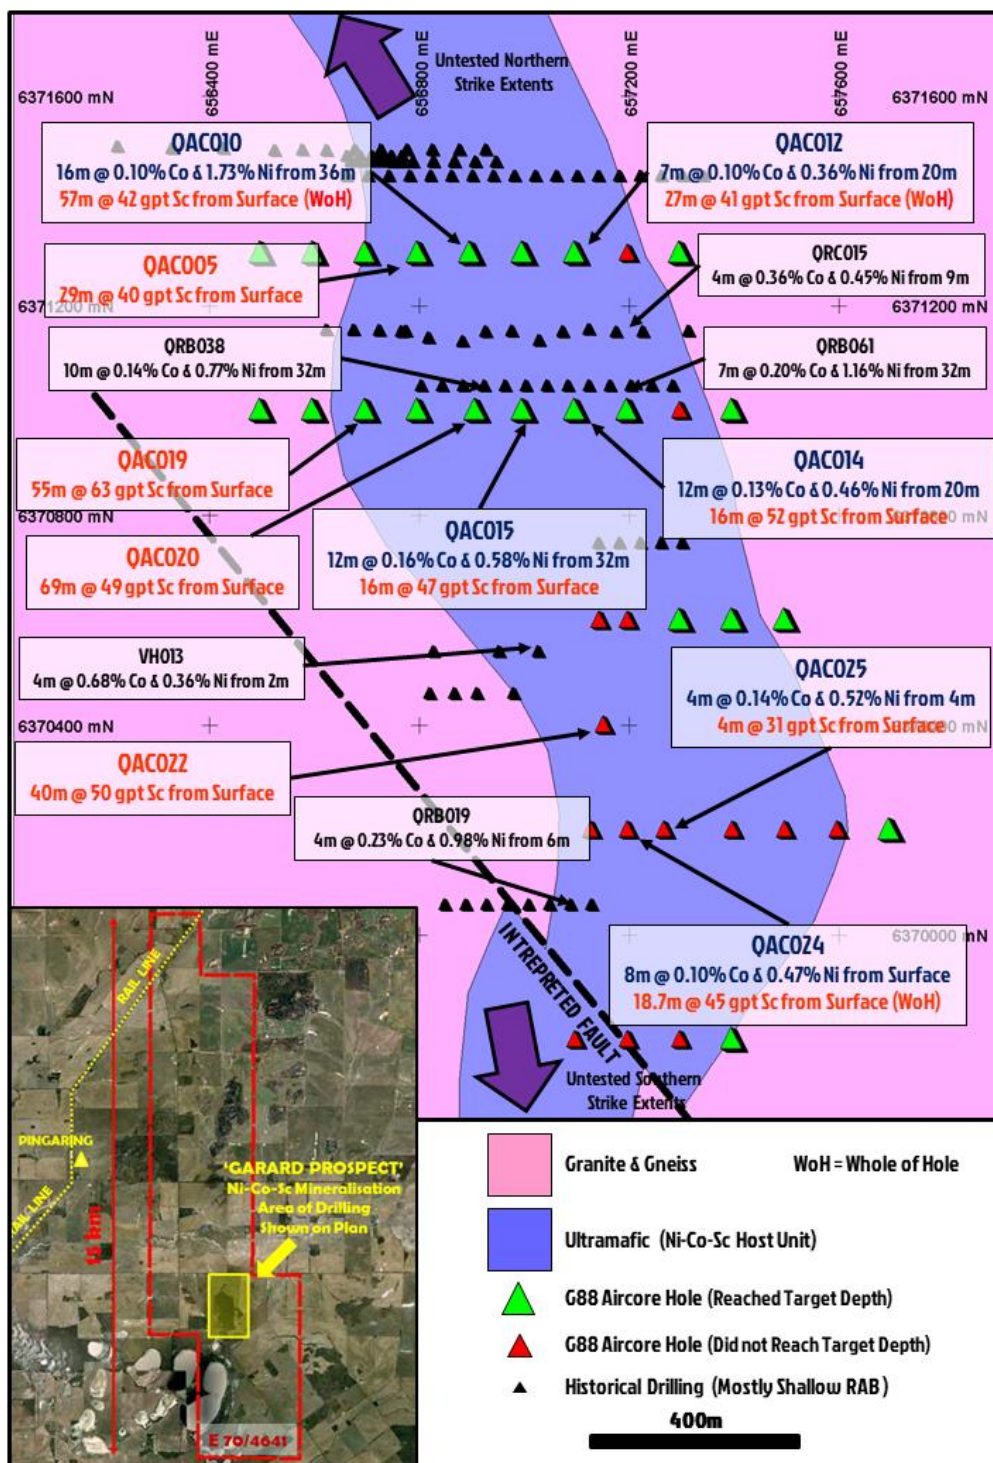 656400 mE
656800 mE
657200 mE
657600 mE
Untested Northern
Strike Extents
6371600 mN
6371600 mN
QAC010
16m @ 0.10% Co & 1.73% Ni from 36m
57m @ 42 gpt Sc from Surface (WoH)
QAC012
7m @ 0.10% Co & 0.36% Ni from 20m
27m @ 41 gpt Sc from Surface (WoH)
QAC005
29m @ 40 gpt Sc from Surface
QRC015
4m @ 0.36% Co & 0.45% Ni from 9m
6371200 mN
6371200 mN
QRB038
10m @ 0.14% Co & 0.77% Ni from 32m
QRB061
7m @ 0.20% Co & 1.16% Ni from 32m
QAC019
55m @ 63 gpt Sc from Surface
QAC014
12m @ 0.13% Co & 0.46% Ni from 20m
16m @ 52 gpt Sc from Surface
6370800 mN
6370800 mN
QAC015
12m @ 0.16% Co & 0.58% Ni from 32m
16m @ 47 gpt Sc from Surface
QAC020
69m @ 49 gpt Sc from Surface
VH013
4m @ 0.68% Co & 0.36% Ni from 2m
QAC025
4m @ 0.14% Co & 0.52% Ni from 4m
4m @ 31 gpt Sc from Surface
6370400 mN
6370400 mN
QAC022
40m @ 50 gpt Sc from Surface
QRB019
4m @ 0.23% Co & 0.98% Ni from 6m
6370000 mN
INTREPRETED FAULT
QAC024
8m @ 0.10% Co & 0.47% Ni from Surface
18.7m @ 45 gpt Sc from Surface (WoH)
Untested Southern
Strike Extents
RAIL LINE
PINGARING
RAIL LINE
15 km
'GARARD PROSPECT'
Ni-Co-Sc Mineralisation
Area of Drilling
Shown on Plan
E 70/4641
Granite & Gneiss
WoH = Whole of Hole
Ultramafic (Ni-Co-Sc Host Unit)
G88 Aircore Hole (Reached Target Depth)
G88 Aircore Hole (Did not Reach Target Depth)
Historical Drilling (Mostly Shallow RAB)
400m